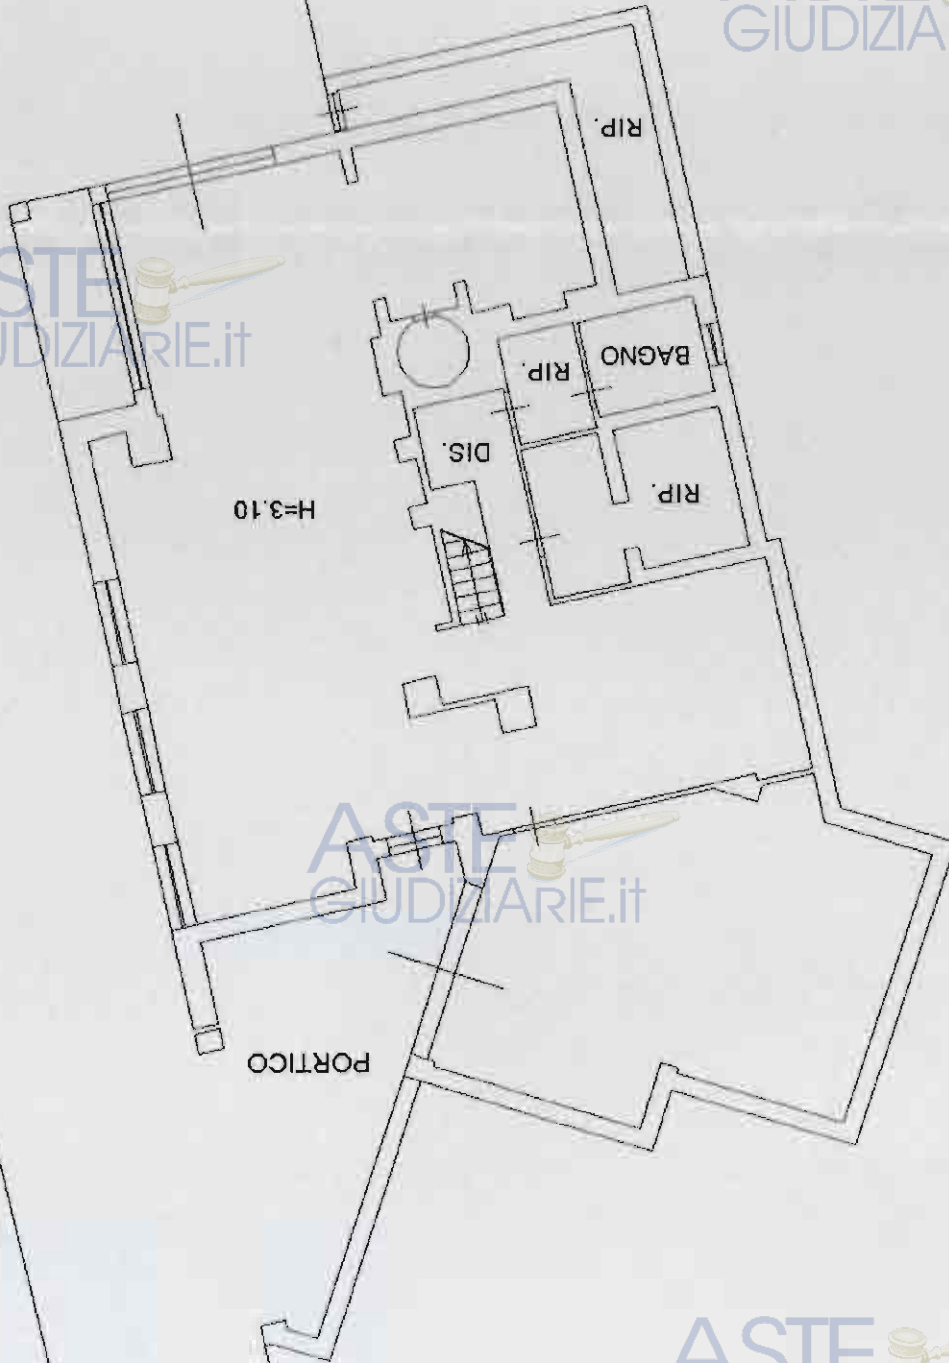 GIUDIZIA
RIP.
ASTE
GIUDIZIARIE.it
BAGNO
RIP.
DIS.
RIP.
H=3.10
ASTE
GIUDIZIARIE.it
PORTICO
ASTE